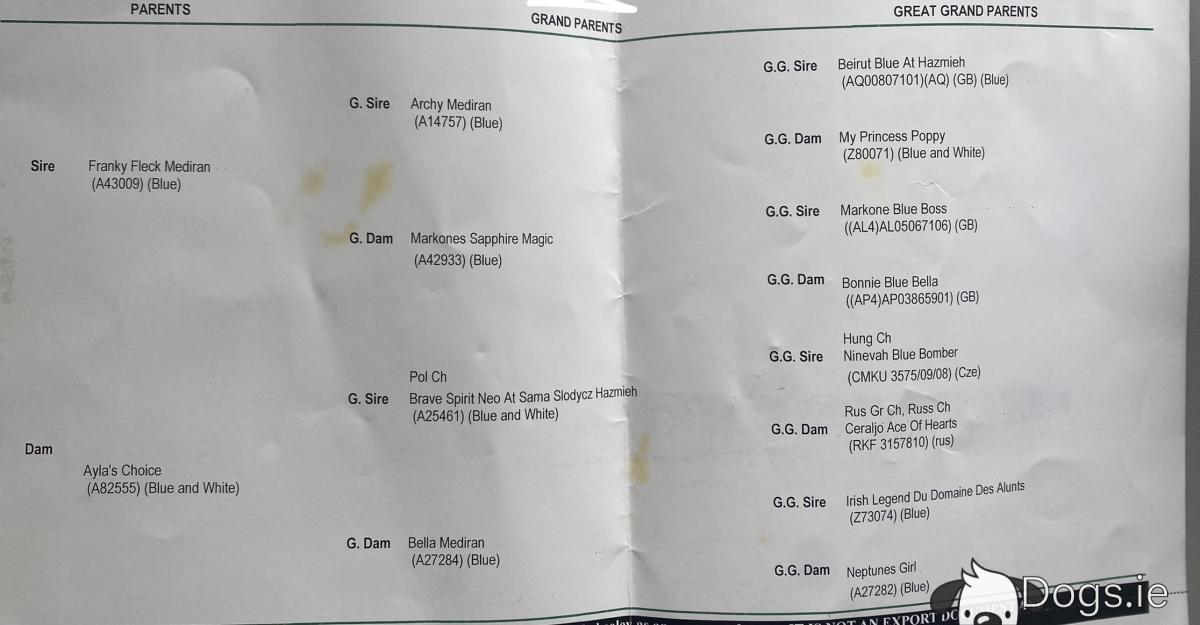 PARENTS
GRAND PARENTS
GREAT GRAND PARENTS
Sire Franky Fleck Mediran
(A43009) (Blue)
Dam
Ayla's Choice
(A82555) (Blue and White)
G. Sire Archy Mediran
(A14757) (Blue)
G. Dam Markones Sapphire Magic
(A42933) (Blue)
Pol Ch
G. Sire Brave Spirit Neo At Sama Slodycz Hazmieh
(A25461) (Blue and White)
G. Dam Bella Mediran
(A27284) (Blue)
G.G. Sire Beirut Blue At Hazmieh
(AQ00807101)(AQ) (GB) (Blue)
G.G. Dam My Princess Poppy
(Z80071) (Blue and White)
G.G. Sire Markone Blue Boss
((AL4)AL05067106) (GB)
G.G. Dam Bonnie Blue Bella
((AP4)AP03865901) (GB)
Hung Ch
G.G. Sire Ninevah Blue Bomber
(CMKU 3575/09/08) (Cze)
Rus Gr Ch, Russ Ch
G.G. Dam Ceraljo Ace Of Hearts
(RKF 3157810) (rus)
G.G. Sire Irish Legend Du Domaine Des Alunts
(Z73074) (Blue)
G.G. Dam Neptunes Girl
(A27282) (Blue)
NOT AN EXPORT
Dogs.ie